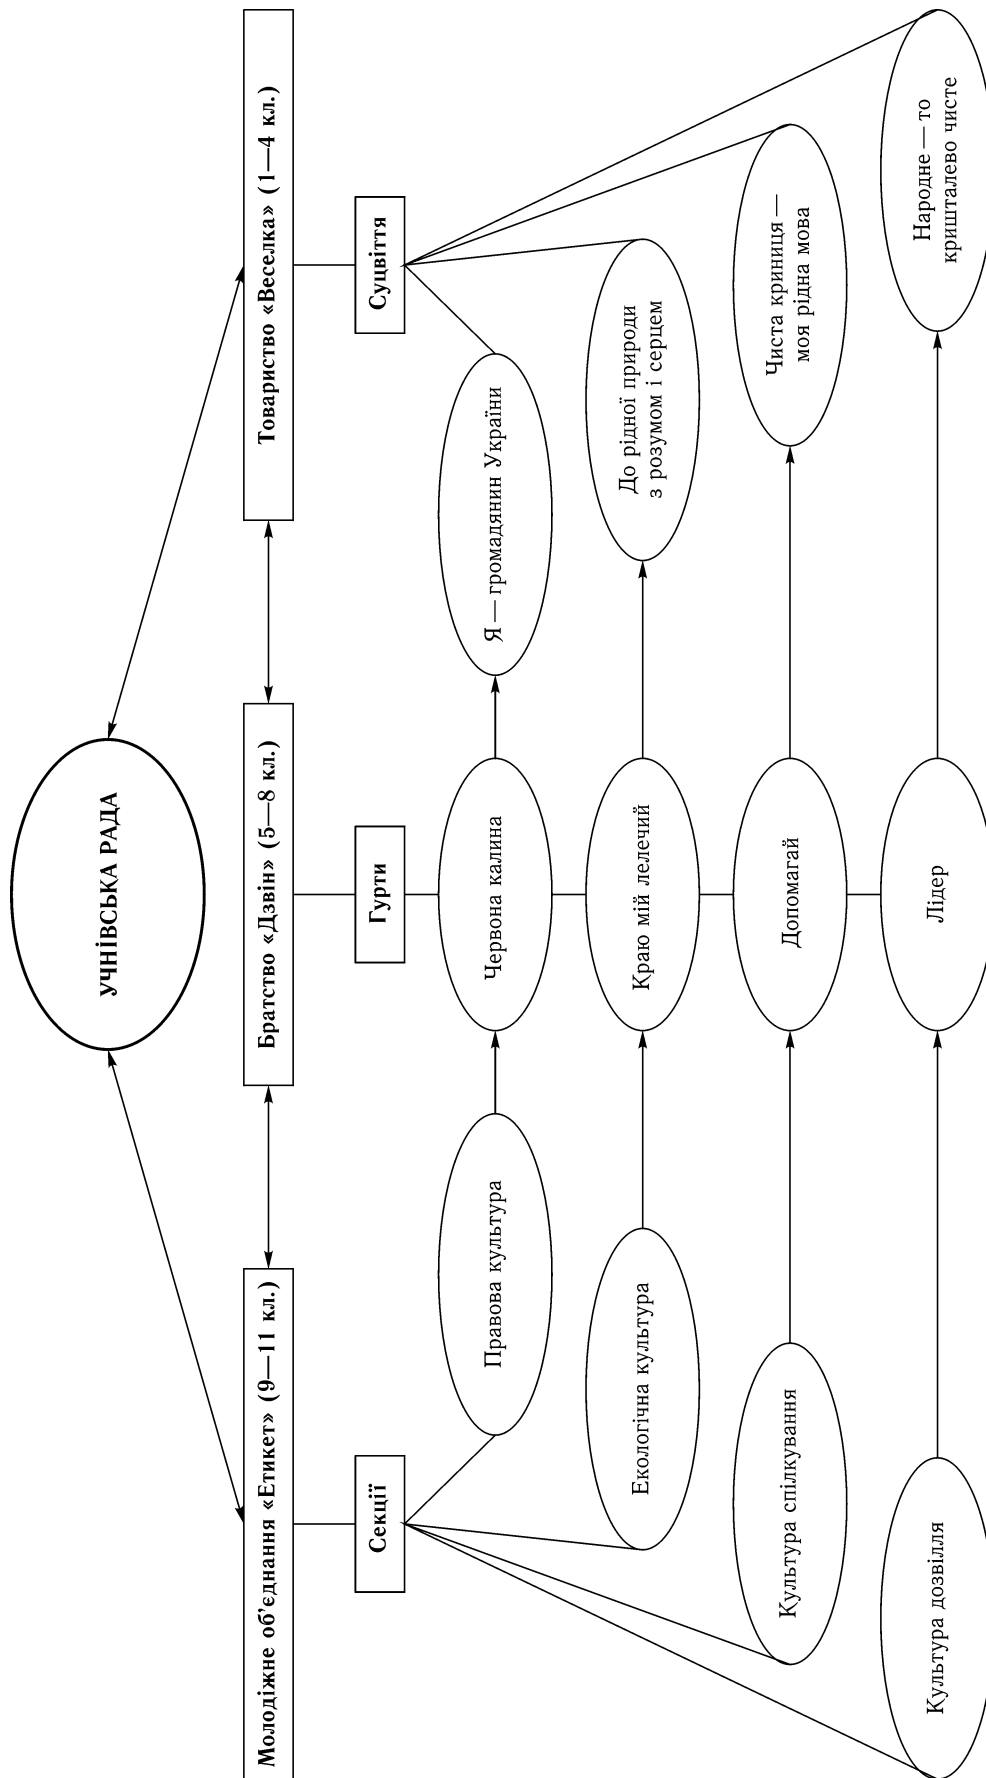 УЧНІВСЬКА РАДА
Молодіжне об'єднання «Етикет» (9—11 кл.)
Братство «Дзвін» (5—8 кл.)
Товариство «Веселка» (1—4 кл.)
Секції
Гурти
Суцвіття
Правова культура
Червона калина
Я — громадянин України
Екологічна культура
Краю мій лелечий
До рідної природи
з розумом і серцем
Культура спілкування
Допомагай
Чиста криниця —
моя рідна мова
Культура дозвілля
Лідер
Народне — то
кришталево чисте